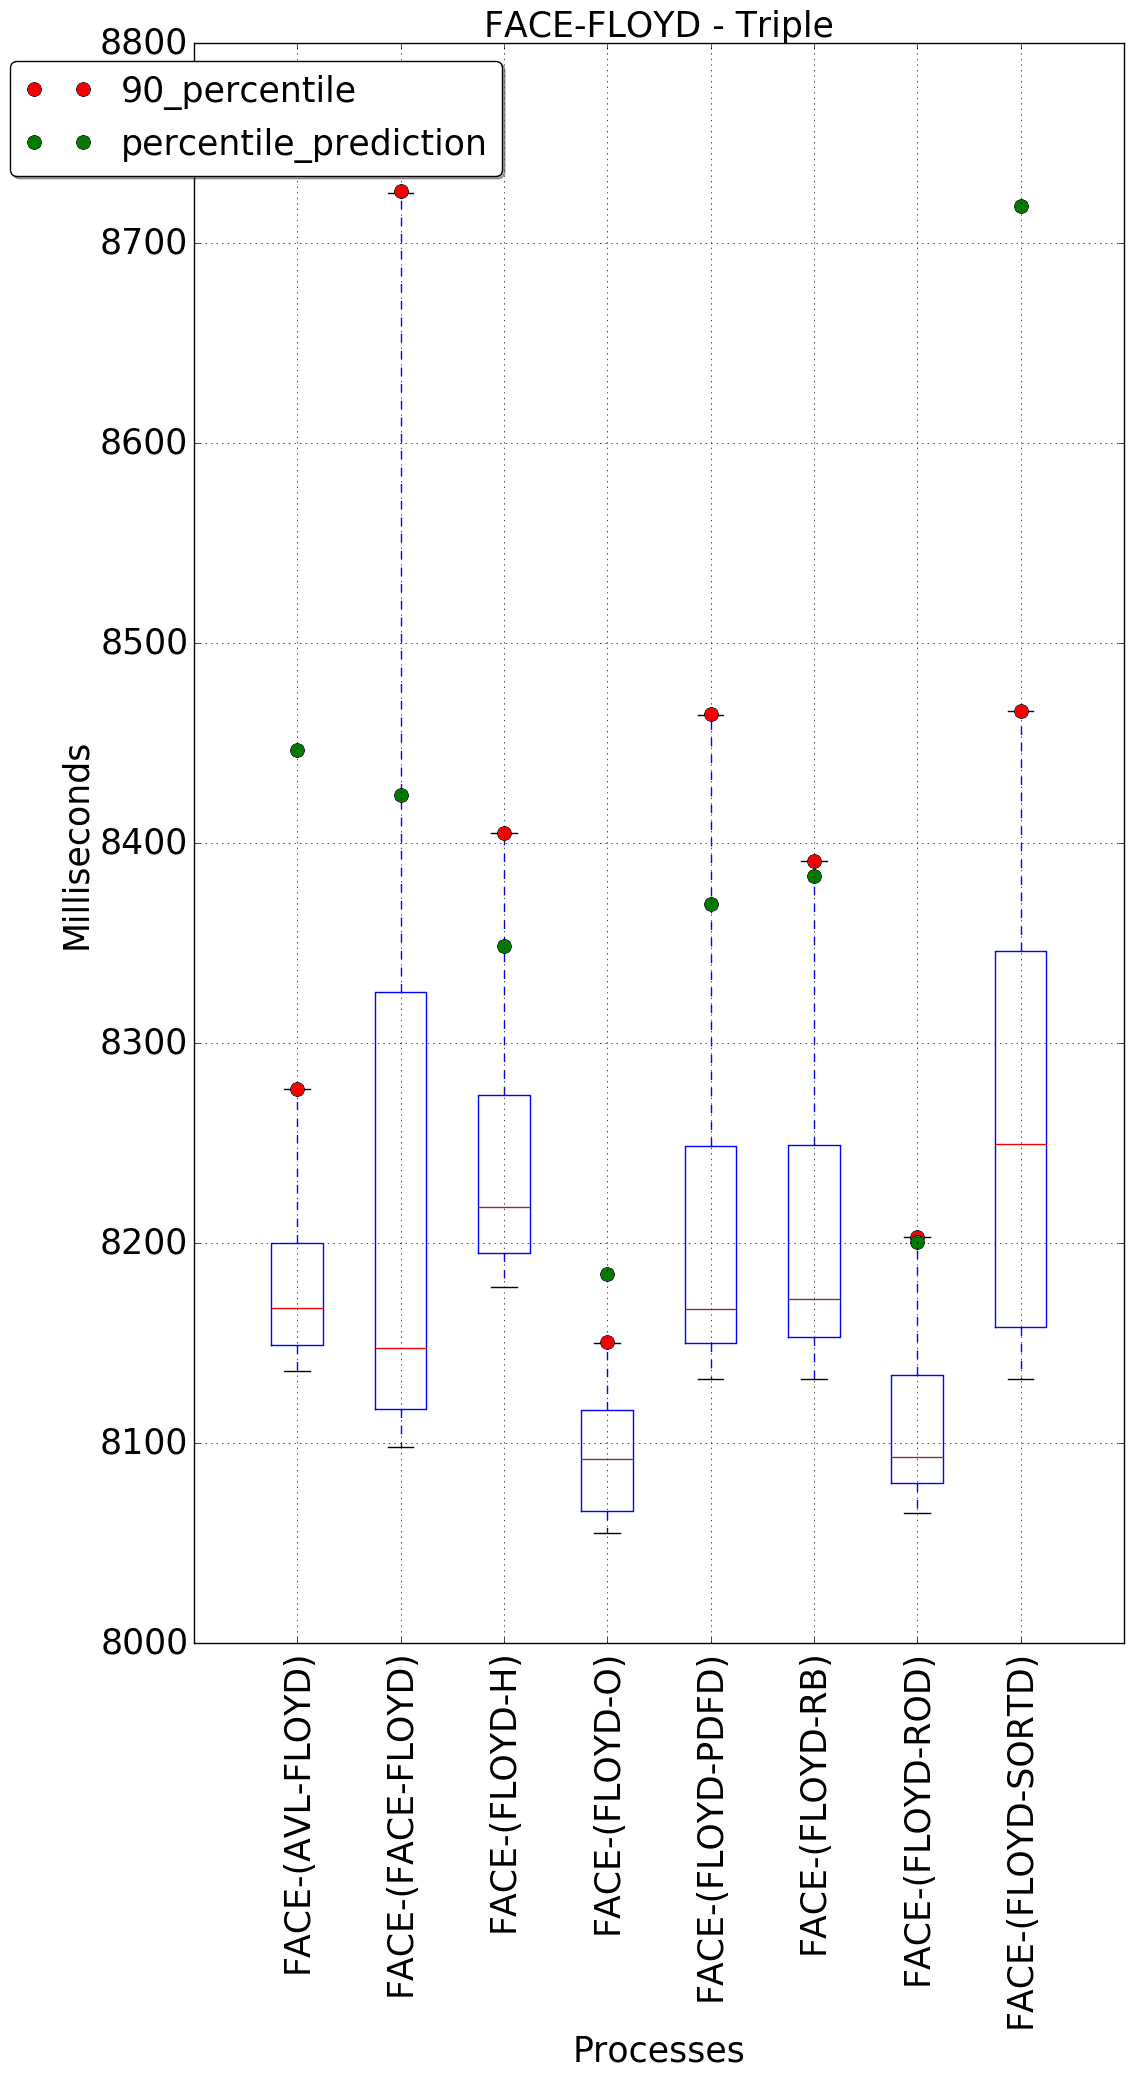 FACE-FLOYD - Triple
90_percentile
percentile_prediction
8800
8700
8600
8500
8400
8300
8200
8100
8000
Milliseconds
FACE-(AVL-FLOYD)
FACE-(FACE-FLOYD)
FACE-(FLOYD-H)
FACE-(FLOYD-O)
FACE-(FLOYD-PDFD)
FACE-(FLOYD-RB)
FACE-(FLOYD-ROD)
FACE-(FLOYD-SORTD)
Processes